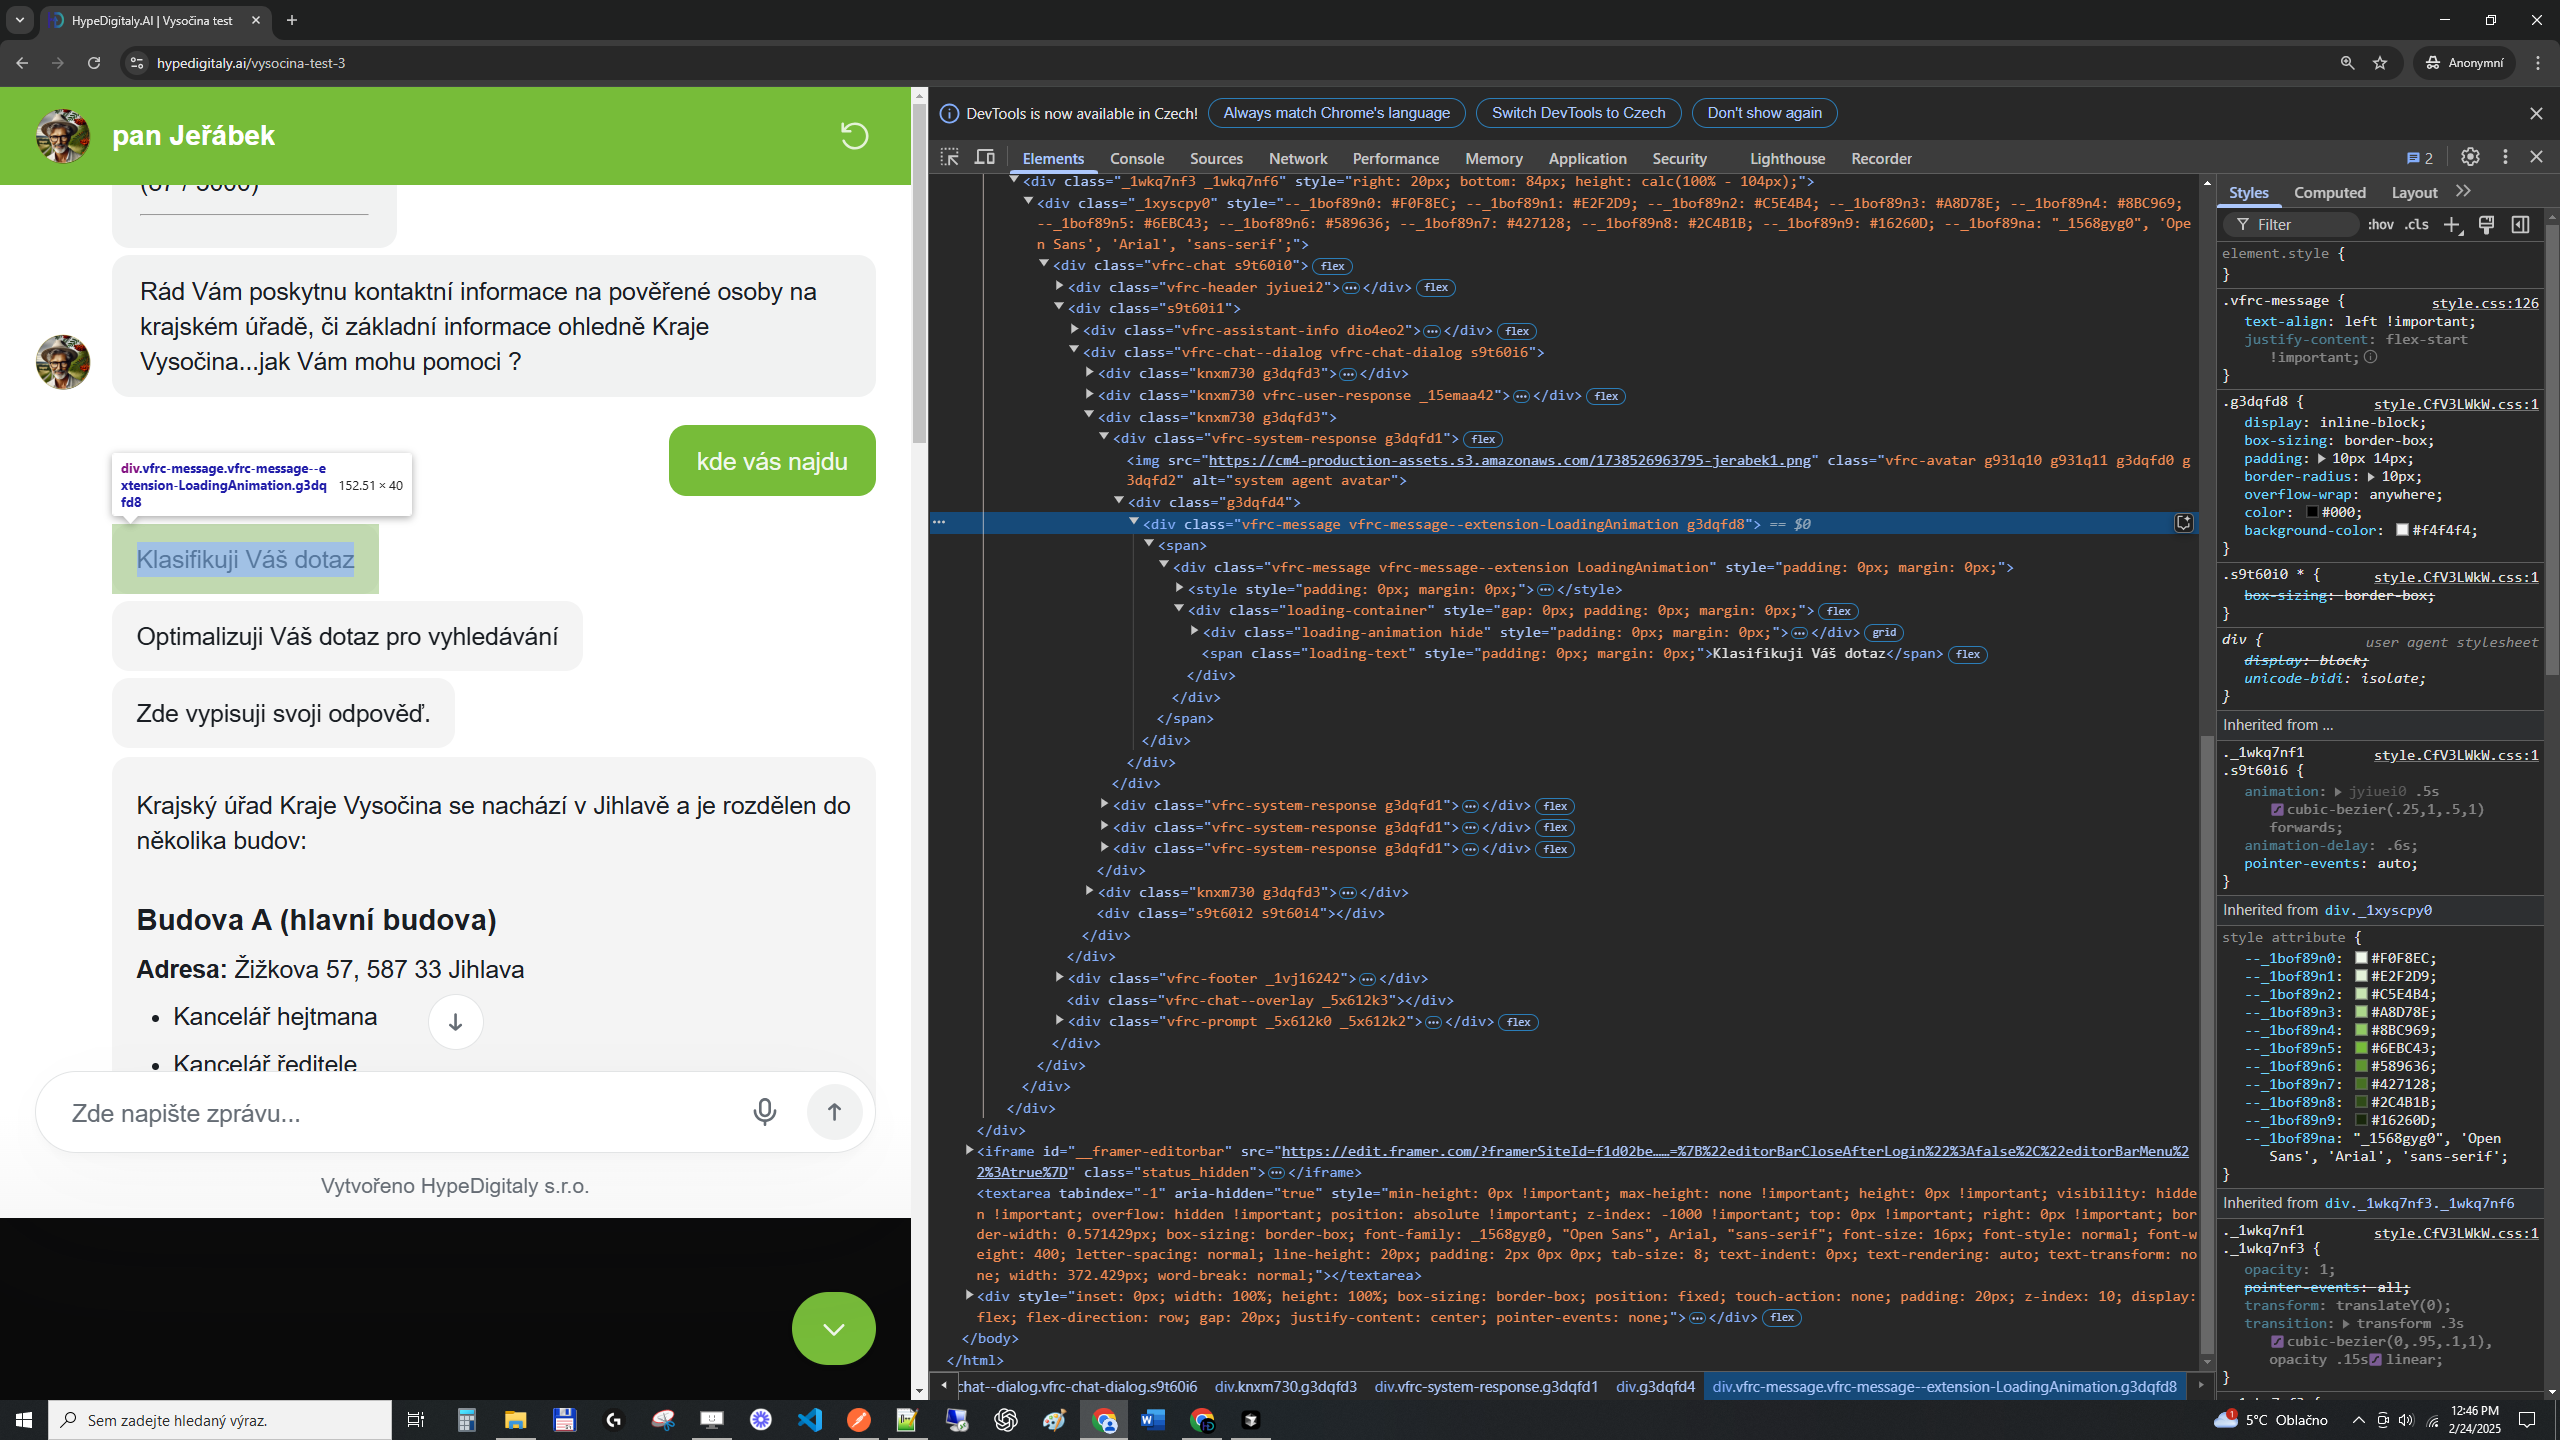 HypeDigitaly.AI | Vysočina test
hypedigitaly.ai/vysocina-test-3
Anonymní
pan Jeřábek
Rád Vám poskytnu kontaktní informace na pověřené osoby na
krajském úřadě, či základní informace ohledně Kraje
Vysočina...jak Vám mohu pomoci ?
kde vás najdu
div.vfrc-message.vfrc-message--e
xtension-LoadingAnimation.g3dq
fd8
152.51 × 40
Klasifikuji Váš dotaz
Optimalizuji Váš dotaz pro vyhledávání
Zde vypisuji svoji odpověď.
Krajský úřad Kraje Vysočina se nachází v Jihlavě a je rozdělen do
několika budov:
Budova A (hlavní budova)
Adresa: Žižkova 57, 587 33 Jihlava
• Kancelář hejtmana
• Kancelář ředitele
Zde napište zprávu...
Vytvořeno HypeDigitaly s.r.o.
DevTools is now available in Czech! Always match Chrome's language Switch DevTools to Czech Don't show again
Elements Console Sources Network Performance Memory Application Security Lighthouse Recorder 2
<div class="_1wkq7nf3 _1wkq7nf6" style="right: 20px; bottom: 84px; height: calc(100% - 104px);">
<div class="_1xyscpy0" style="--_1bof89n0: #F0F8EC; --_1bof89n1: #E2F2D9; --_1bof89n2: #C5E4B4; --_1bof89n3: #A8D78E; --_1bof89n4: #8BC969;
--_1bof89n5: #6EBC43; --_1bof89n6: #589636; --_1bof89n7: #427128; --_1bof89n8: #2C4B1B; --_1bof89n9: #16260D; --_1bof89na: "_1568gyg0", 'Ope
n Sans', 'Arial', 'sans-serif';">
<div class="vfrc-chat s9t60i0"> flex
<div class="vfrc-header jyiuei2">…</div> flex
<div class="s9t60i1">
<div class="vfrc-assistant-info dio4eo2">…</div> flex
<div class="vfrc-chat--dialog vfrc-chat-dialog s9t60i6">
<div class="knxm730 g3dqfd3">…</div>
<div class="knxm730 vfrc-user-response _15emaa42">…</div> flex
<div class="knxm730 g3dqfd3">
<div class="vfrc-system-response g3dqfd1"> flex
<img src="https://cm4-production-assets.s3.amazonaws.com/1738526963795-jerabek1.png" class="vfrc-avatar g931q10 g931q11 g3dqfd0 g
3dqfd2" alt="system agent avatar">
<div class="g3dqfd4">
<div class="vfrc-message vfrc-message--extension-LoadingAnimation g3dqfd8"> == $0
<span>
<div class="vfrc-message vfrc-message--extension LoadingAnimation" style="padding: 0px; margin: 0px;">
<style style="padding: 0px; margin: 0px;">…</style>
<div class="loading-container" style="gap: 0px; padding: 0px; margin: 0px;"> flex
<div class="loading-animation hide" style="padding: 0px; margin: 0px;">…</div> grid
<span class="loading-text" style="padding: 0px; margin: 0px;">Klasifikuji Váš dotaz</span> flex
</div>
</div>
</span>
</div>
</div>
</div>
<div class="vfrc-system-response g3dqfd1">…</div> flex
<div class="vfrc-system-response g3dqfd1">…</div> flex
<div class="vfrc-system-response g3dqfd1">…</div> flex
</div>
<div class="knxm730 g3dqfd3">…</div>
<div class="s9t60i2 s9t60i4"></div>
</div>
</div>
<div class="vfrc-footer _1vj16242">…</div>
<div class="vfrc-chat--overlay _5x612k3"></div>
<div class="vfrc-prompt _5x612k0 _5x612k2">…</div> flex
</div>
</div>
</div>
</div>
</div>
<iframe id="__framer-editorbar" src="https://edit.framer.com/?framerSiteId=f1d02be……=%7B%22editorBarCloseAfterLogin%22%3Afalse%2C%22editorBarMenu%2
2%3Atrue%7D" class="status_hidden">…</iframe>
<textarea tabindex="-1" aria-hidden="true" style="min-height: 0px !important; max-height: none !important; height: 0px !important; visibility: hidde
n !important; overflow: hidden !important; position: absolute !important; z-index: -1000 !important; top: 0px !important; right: 0px !important; bor
der-width: 0.571429px; box-sizing: border-box; font-family: _1568gyg0, "Open Sans", Arial, "sans-serif"; font-size: 16px; font-style: normal; font-w
eight: 400; letter-spacing: normal; line-height: 20px; padding: 2px 0px 0px; tab-size: 8; text-indent: 0px; text-rendering: auto; text-transform: no
ne; width: 372.429px; word-break: normal;"></textarea>
<div style="inset: 0px; width: 100%; height: 100%; box-sizing: border-box; position: fixed; touch-action: none; padding: 20px; z-index: 10; display:
flex; flex-direction: row; gap: 20px; justify-content: center; pointer-events: none;">…</div> flex
</body>
</html>
chat--dialog.vfrc-chat-dialog.s9t60i6 div.knxm730.g3dqfd3 div.vfrc-system-response.g3dqfd1 div.g3dqfd4 div.vfrc-message.vfrc-message--extension-LoadingAnimation.g3dqfd8
Styles Computed Layout
Filter :hov .cls
element.style {
}
.vfrc-message { style.css:126
text-align: left !important;
justify-content: flex-start
!important;
}
.g3dqfd8 { style.CfV3LWkW.css:1
display: inline-block;
box-sizing: border-box;
padding: 10px 14px;
border-radius: 10px;
overflow-wrap: anywhere;
color: #000;
background-color: #f4f4f4;
}
.s9t60i0 * { style.CfV3LWkW.css:1
box-sizing: border-box;
}
div { user agent stylesheet
display: block;
unicode-bidi: isolate;
}
Inherited from ...
._1wkq7nf1 style.CfV3LWkW.css:1
.s9t60i6 {
animation: jyiuei0 .5s
cubic-bezier(.25,1,.5,1)
forwards;
animation-delay: .6s;
pointer-events: auto;
}
Inherited from div._1xyscpy0
style attribute {
--_1bof89n0: #F0F8EC;
--_1bof89n1: #E2F2D9;
--_1bof89n2: #C5E4B4;
--_1bof89n3: #A8D78E;
--_1bof89n4: #8BC969;
--_1bof89n5: #6EBC43;
--_1bof89n6: #589636;
--_1bof89n7: #427128;
--_1bof89n8: #2C4B1B;
--_1bof89n9: #16260D;
--_1bof89na: "_1568gyg0", 'Open
Sans', 'Arial', 'sans-serif';
}
Inherited from div._1wkq7nf3._1wkq7nf6
._1wkq7nf1 style.CfV3LWkW.css:1
._1wkq7nf3 {
opacity: 1;
pointer-events: all;
transform: translateY(0);
transition: transform .3s
cubic-bezier(0,.95,.1,1),
opacity .15s linear;
}
Sem zadejte hledaný výraz.
1
5°C Oblačno
12:46 PM
2/24/2025